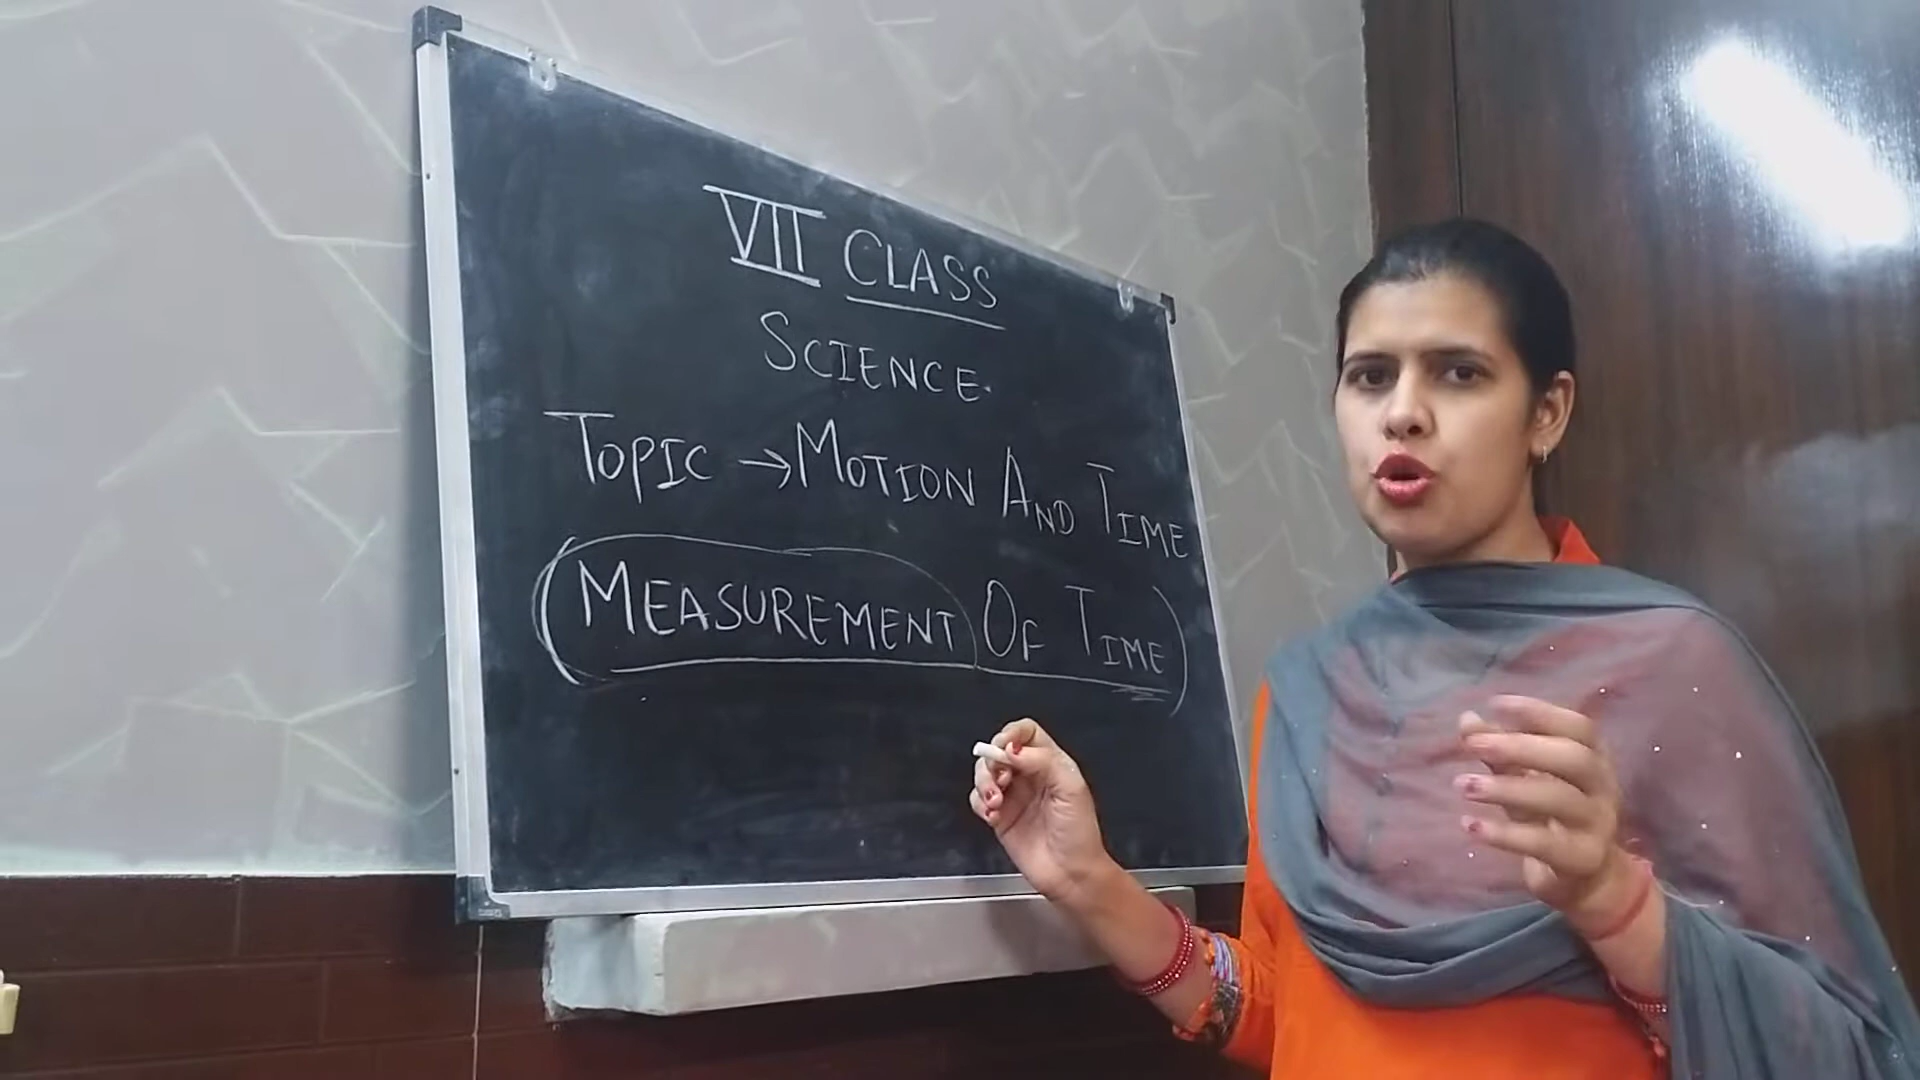 VII CLASS
SCIENCE.
TOPIC → MOTION AND TIME
(MEASUREMENT OF TIME)